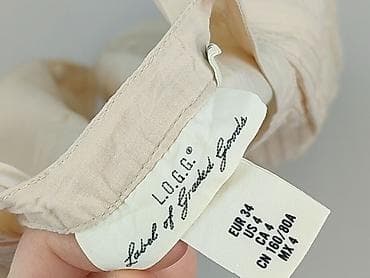 L.O.G.G.®
Label of Graded Goods
EUR 34
US 4
CA 4
CN 160/80A
MX 4